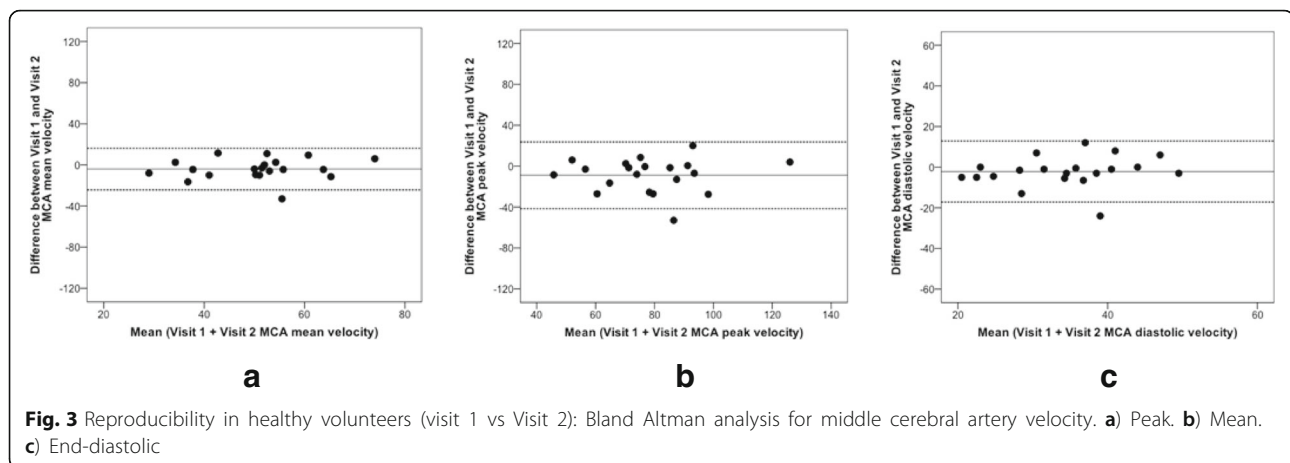 120
80
40
0
-40
-80
-120
Difference between Visit 1 and Visit 2
MCA mean velocity
20 40 60 80
Mean (Visit 1 + Visit 2 MCA mean velocity)
a
120
80
40
0
-40
-80
-120
Difference between Visit 1 and Visit 2
MCA peak velocity
40 60 80 100 120 140
Mean (Visit 1 + Visit 2 MCA peak velocity)
b
60
40
20
0
-20
-40
-60
Difference between Visit 1 and Visit 2
MCA diastolic velocity
20 40 60
Mean (Visit 1 + Visit 2 MCA diastolic velocity)
c
Fig. 3 Reproducibility in healthy volunteers (visit 1 vs Visit 2): Bland Altman analysis for middle cerebral artery velocity. a) Peak. b) Mean.
c) End-diastolic